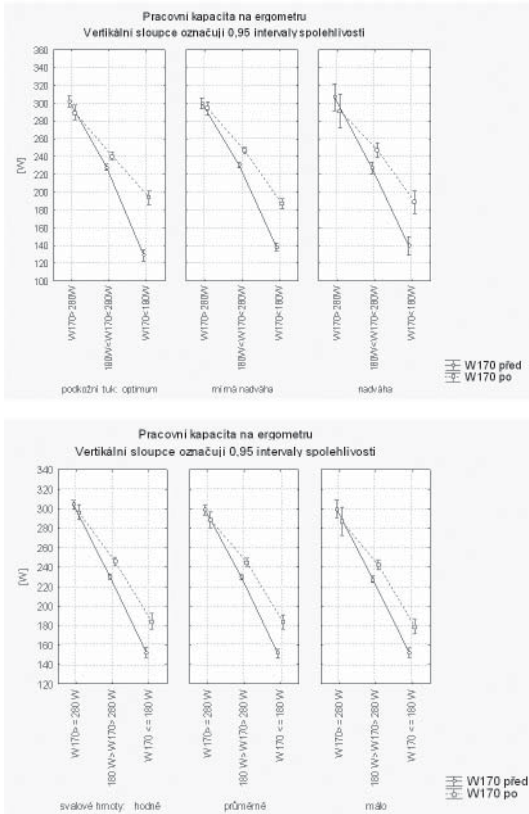 Pracovní kapacita na ergometru
Vertikální sloupce označují 0,95 intervaly spolehlivosti
[W]
360
340
320
300
280
260
240
220
200
180
160
140
120
100
W170>280W
180W<W170<280W
W170<180W
W170>280W
180W<W170<280W
W170<180W
W170>280W
180W<W170<280W
W170<180W
podkožní tuk: optimum
mírná nadváha
nadváha
W170 před
W170 po
Pracovní kapacita na ergometru
Vertikální sloupce označují 0,95 intervaly spolehlivosti
[W]
340
320
300
280
260
240
220
200
180
160
140
120
W170>=280 W
180 W>W170>280 W
W170 <=180 W
W170>=280 W
180 W>W170>280 W
W170 <=180 W
W170>=280 W
180 W>W170>280 W
W170 <=180 W
svalové hmoty: hodně
průměrně
málo
W170 před
W170 po